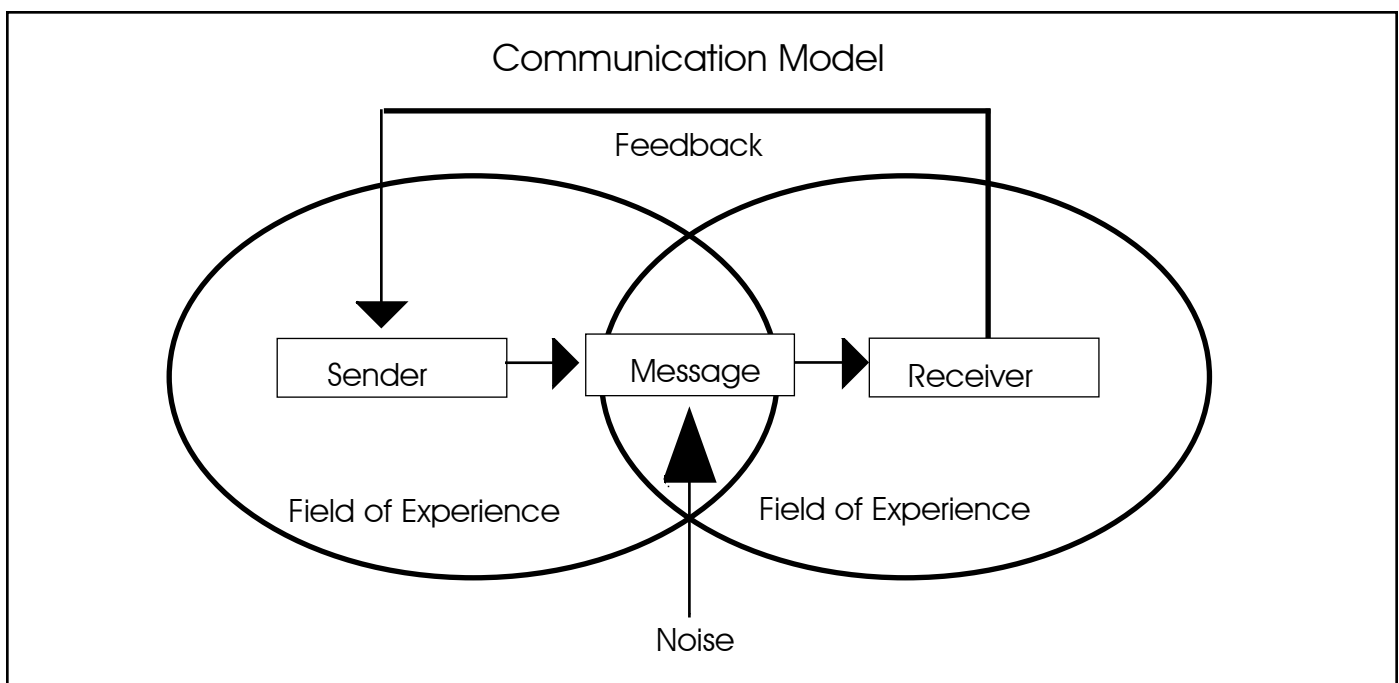 Communication Model
Feedback
Sender
Message
Receiver
Field of Experience
Field of Experience
Noise